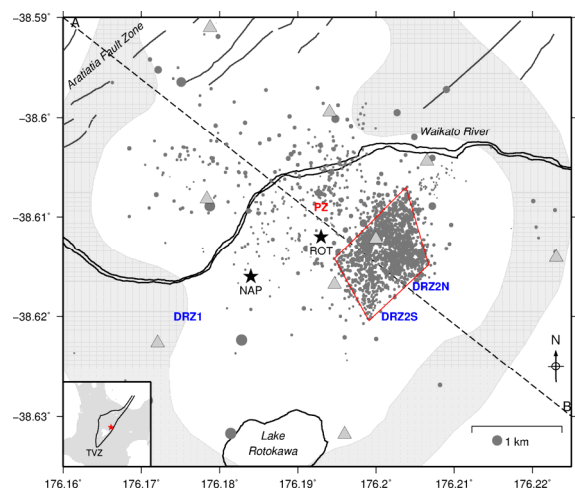 −38.59°
A
Aratiatia Fault Zone
−38.6°
Waikato River
−38.61°
PZ
ROT
NAP
DRZ2N
−38.62°
DRZ1
DRZ2S
N
B
−38.63°
Lake
Rotokawa
1 km
TVZ
176.16° 176.17° 176.18° 176.19° 176.2° 176.21° 176.22°